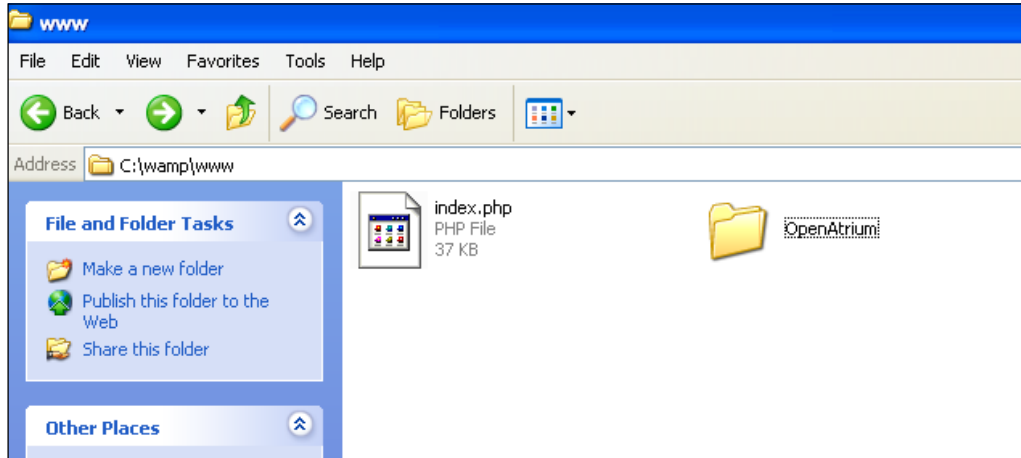 www
File Edit View Favorites Tools Help
Back Search Folders
Address C:\wamp\www
File and Folder Tasks
Make a new folder
Publish this folder to the
Web
Share this folder
Other Places
index.php
PHP File
37 KB
OpenAtrium